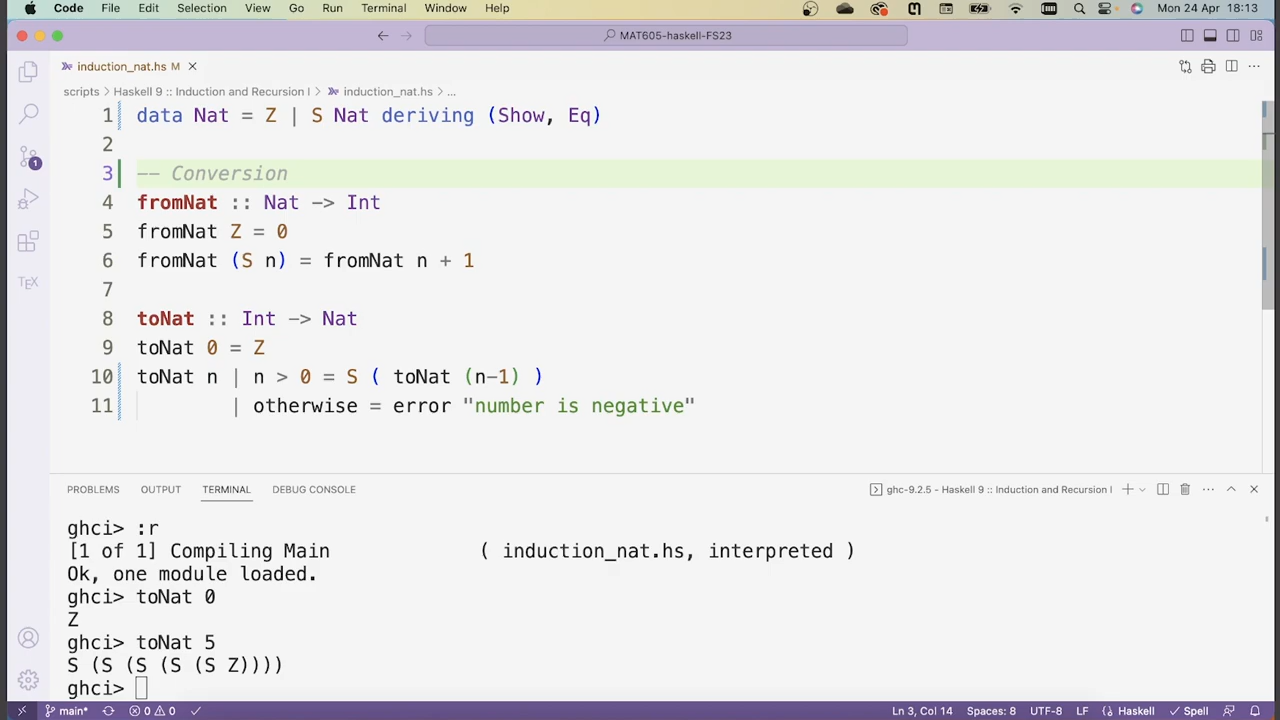 Code File Edit Selection View Go Run Terminal Window Help Mon 24 Apr 18:13
MAT605-haskell-FS23
induction_nat.hs M
scripts > Haskell 9 :: Induction and Recursion I > induction_nat.hs > ...
1 data Nat = Z | S Nat deriving (Show, Eq)
2
3 -- Conversion
4 fromNat :: Nat -> Int
5 fromNat Z = 0
6 fromNat (S n) = fromNat n + 1
7
8 toNat :: Int -> Nat
9 toNat 0 = Z
10 toNat n | n > 0 = S ( toNat (n-1) )
11 | otherwise = error "number is negative"
1
TEX
PROBLEMS OUTPUT TERMINAL DEBUG CONSOLE ghc-9.2.5 - Haskell 9 :: Induction and Recursion I
ghci> :r
[1 of 1] Compiling Main ( induction_nat.hs, interpreted )
Ok, one module loaded.
ghci> toNat 0
Z
ghci> toNat 5
S (S (S (S (S Z))))
ghci>
main* 0 0 Ln 3, Col 14 Spaces: 8 UTF-8 LF Haskell Spell